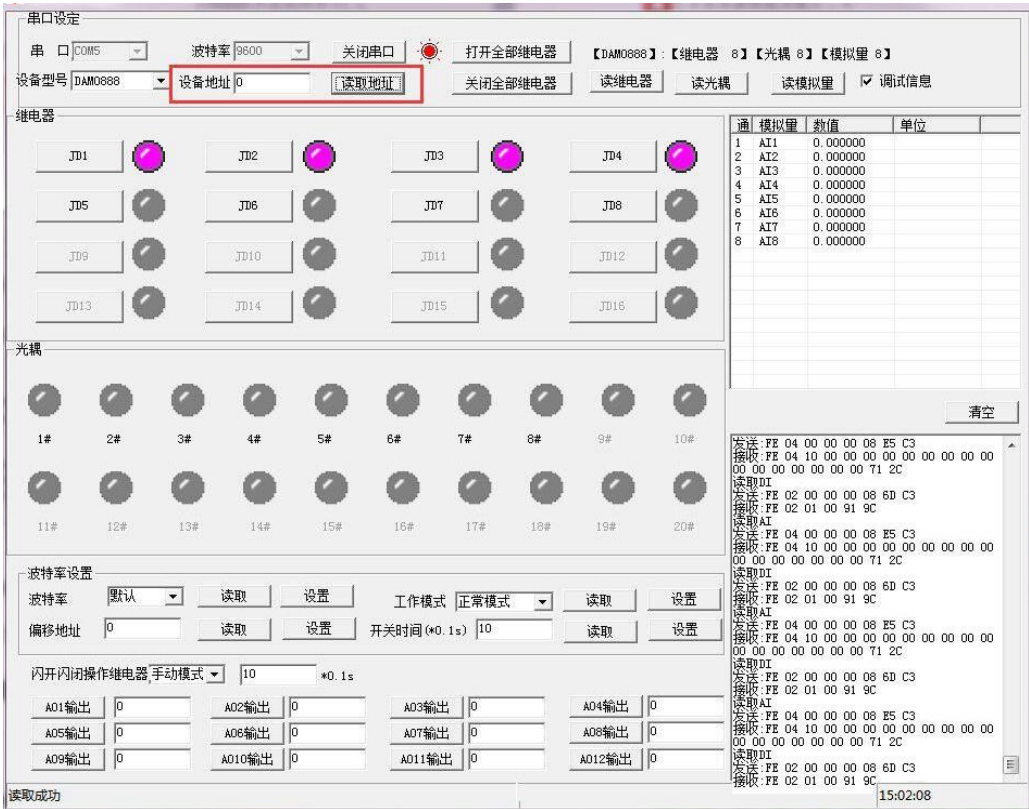 串口设定
串 口 COM5 波特率 9600 关闭串口 打开全部继电器 【DAM0888】:【继电器 8】【光耦 8】【模拟量 8】
设备型号 DAM0888 设备地址 0 读取地址 关闭全部继电器 读继电器 读光耦 读模拟量 调试信息
继电器
JD1 JD2 JD3 JD4
JD5 JD6 JD7 JD8
JD9 JD10 JD11 JD12
JD13 JD14 JD15 JD16
通 模拟量 数值 单位
1 AI1 0.000000
2 AI2 0.000000
3 AI3 0.000000
4 AI4 0.000000
5 AI5 0.000000
6 AI6 0.000000
7 AI7 0.000000
8 AI8 0.000000
清空
光耦
1# 2# 3# 4# 5# 6# 7# 8# 9# 10#
11# 12# 13# 14# 15# 16# 17# 18# 19# 20#
波特率设置
波特率 默认 读取 设置 工作模式 正常模式 读取 设置
偏移地址 0 读取 设置 开关时间(*0.1s) 10 读取 设置
闪开闪闭操作继电器 手动模式 10 *0.1s
AO1输出 0 AO2输出 0 AO3输出 0 AO4输出 0
AO5输出 0 AO6输出 0 AO7输出 0 AO8输出 0
AO9输出 0 AO10输出 0 AO11输出 0 AO12输出 0
发送:FE 04 00 00 00 08 E5 C3
接收:FE 04 10 00 00 00 00 00 00 00 00 00
00 00 00 00 00 00 00 71 2C
读取DI
发送:FE 02 00 00 00 08 6D C3
接收:FE 02 01 00 91 9C
读取AI
发送:FE 04 00 00 00 08 E5 C3
接收:FE 04 10 00 00 00 00 00 00 00 00 00
00 00 00 00 00 00 00 71 2C
读取DI
发送:FE 02 00 00 00 08 6D C3
接收:FE 02 01 00 91 9C
读取AI
发送:FE 04 00 00 00 08 E5 C3
接收:FE 04 10 00 00 00 00 00 00 00 00 00
00 00 00 00 00 00 00 71 2C
读取DI
发送:FE 02 00 00 00 08 6D C3
接收:FE 02 01 00 91 9C
读取AI
发送:FE 04 00 00 00 08 E5 C3
接收:FE 04 10 00 00 00 00 00 00 00 00 00
00 00 00 00 00 00 00 71 2C
读取DI
发送:FE 02 00 00 00 08 6D C3
接收:FE 02 01 00 91 9C
读取成功 15:02:08